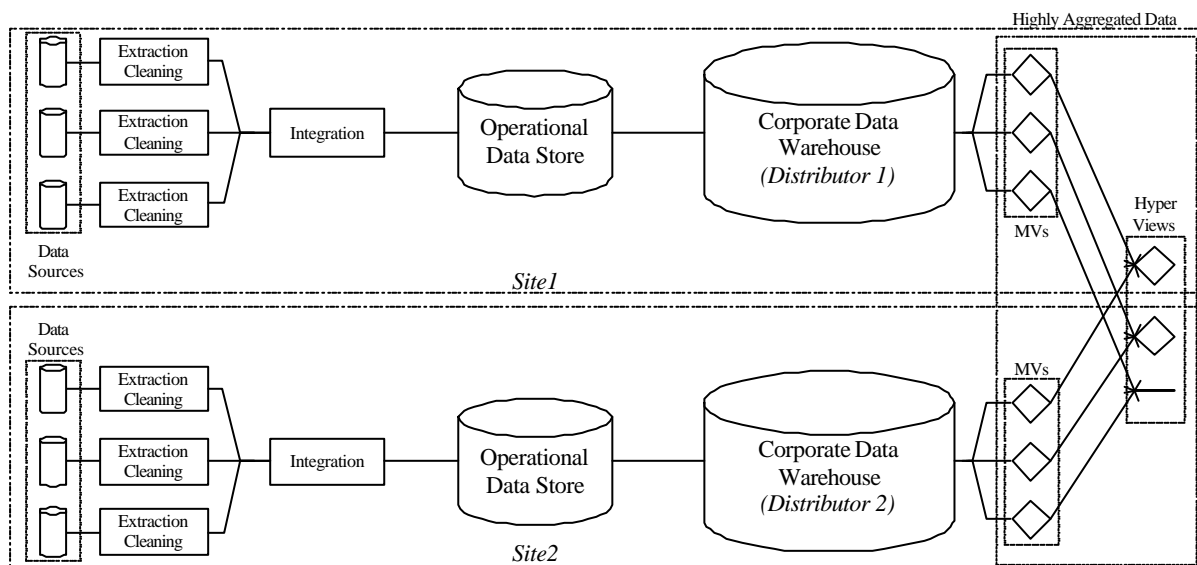 Highly Aggregated Data
Extraction
Cleaning
Extraction
Cleaning
Extraction
Cleaning
Integration
Operational
Data Store
Corporate Data
Warehouse
(Distributor 1)
MVs
Hyper
Views
Data
Sources
Site1
Data
Sources
Extraction
Cleaning
Extraction
Cleaning
Extraction
Cleaning
Integration
Operational
Data Store
Corporate Data
Warehouse
(Distributor 2)
MVs
Site2